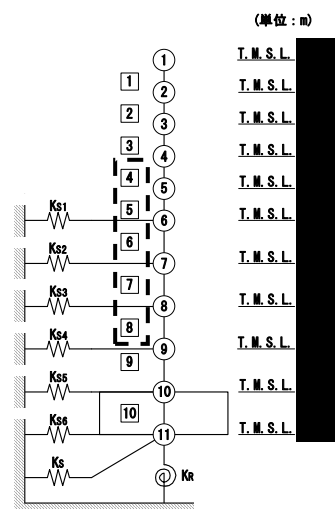 (単位:m)
1 T.M.S.L.
1
2 T.M.S.L.
2
3 T.M.S.L.
3
4 T.M.S.L.
4
5 T.M.S.L.
5
KS1 6 T.M.S.L.
6
KS2 7 T.M.S.L.
7
KS3 8 T.M.S.L.
8
KS4 9 T.M.S.L.
9
KS5 10 T.M.S.L.
10
KS6 11 T.M.S.L.
KS KR